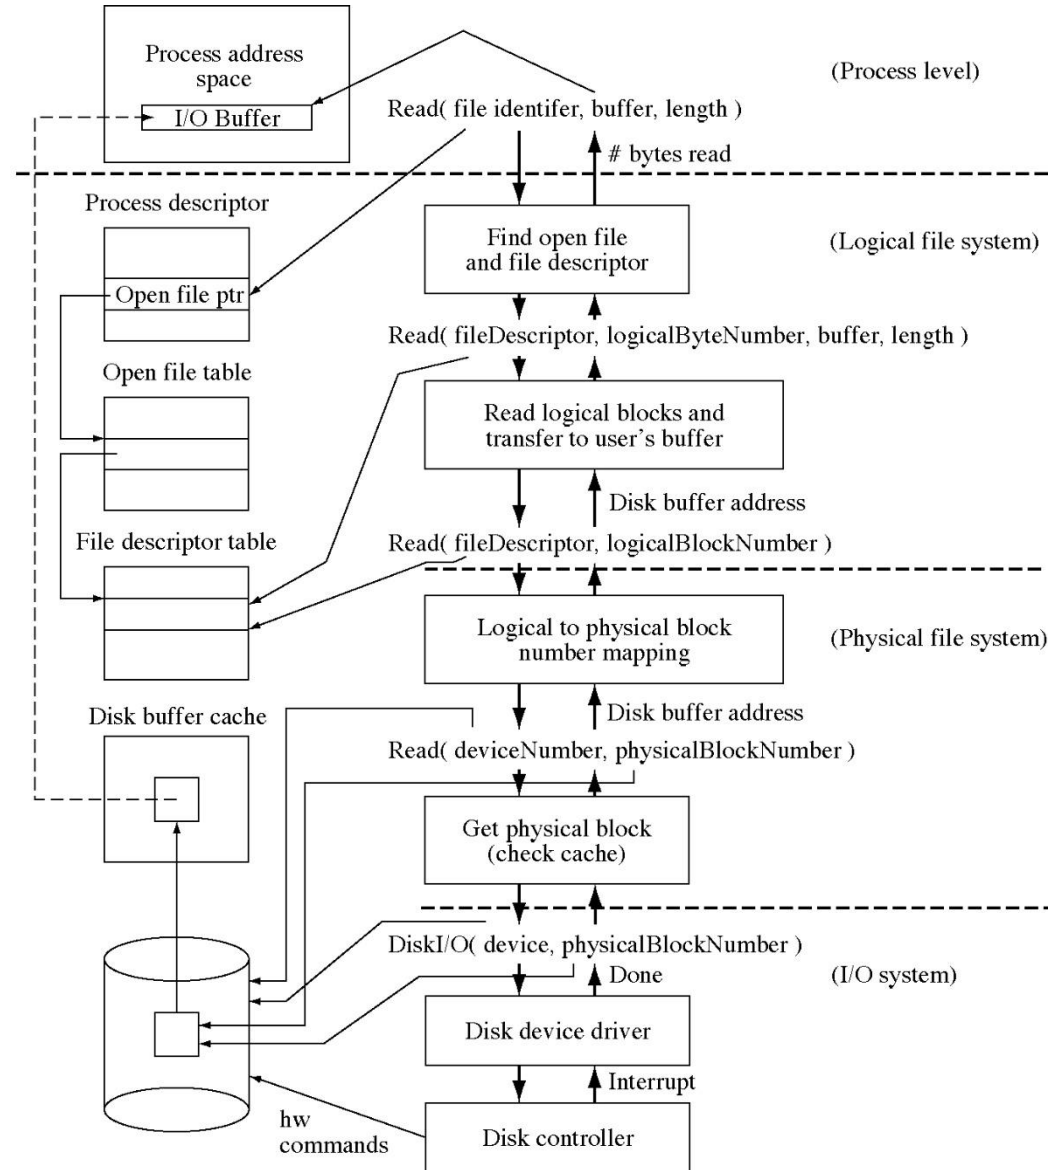 Process address
space
I/O Buffer
Read( file identifer, buffer, length )
(Process level)
# bytes read
Process descriptor
Open file ptr
Find open file
and file descriptor
(Logical file system)
Read( fileDescriptor, logicalByteNumber, buffer, length )
Open file table
Read logical blocks and
transfer to user's buffer
Disk buffer address
File descriptor table
Read( fileDescriptor, logicalBlockNumber )
Logical to physical block
number mapping
(Physical file system)
Disk buffer address
Disk buffer cache
Read( deviceNumber, physicalBlockNumber )
Get physical block
(check cache)
DiskI/O( device, physicalBlockNumber )
Done
(I/O system)
Disk device driver
Interrupt
hw
commands
Disk controller